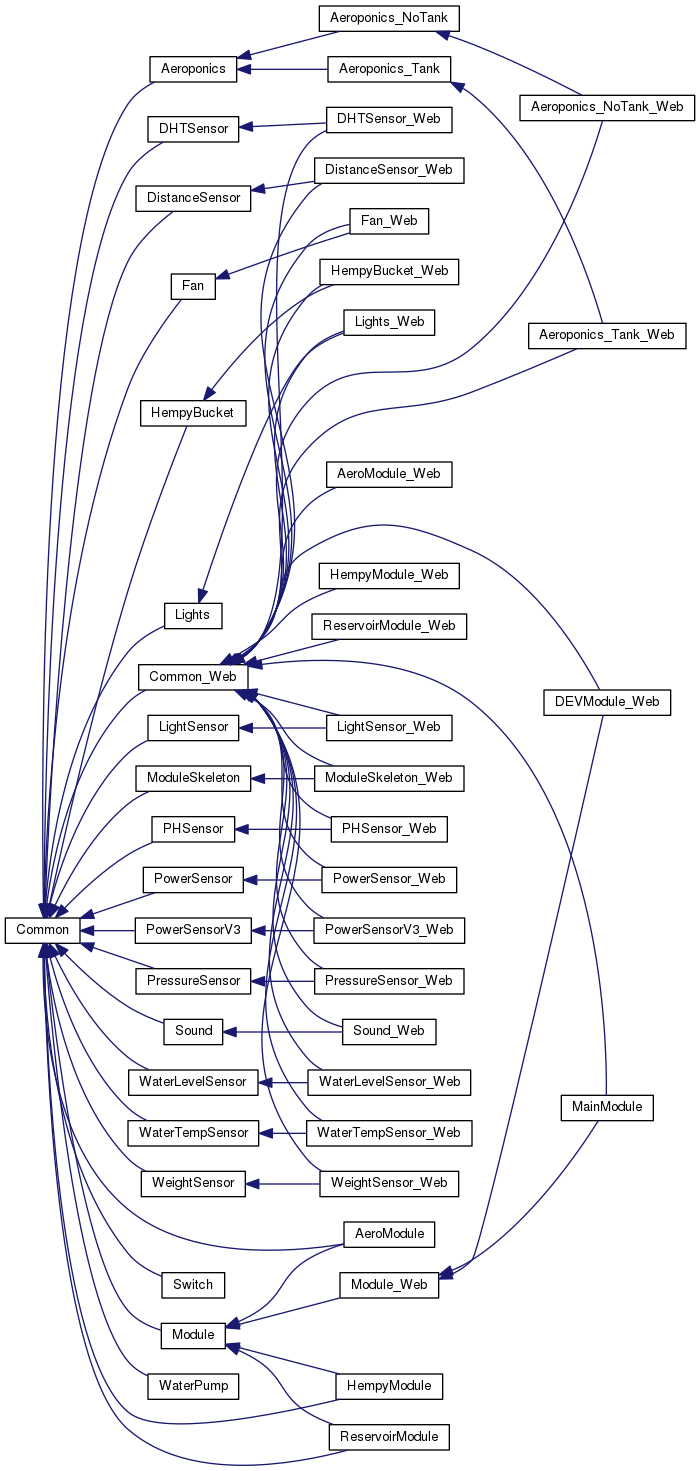 Aeroponics_NoTank
Aeroponics
Aeroponics_Tank
Aeroponics_NoTank_Web
DHTSensor
DHTSensor_Web
DistanceSensor
DistanceSensor_Web
Fan_Web
Fan
HempyBucket_Web
Lights_Web
Aeroponics_Tank_Web
HempyBucket
AeroModule_Web
HempyModule_Web
Lights
ReservoirModule_Web
Common_Web
DEVModule_Web
LightSensor
LightSensor_Web
ModuleSkeleton
ModuleSkeleton_Web
PHSensor
PHSensor_Web
PowerSensor
PowerSensor_Web
Common
PowerSensorV3
PowerSensorV3_Web
PressureSensor
PressureSensor_Web
Sound
Sound_Web
WaterLevelSensor
WaterLevelSensor_Web
MainModule
WaterTempSensor
WaterTempSensor_Web
WeightSensor
WeightSensor_Web
AeroModule
Switch
Module_Web
Module
WaterPump
HempyModule
ReservoirModule